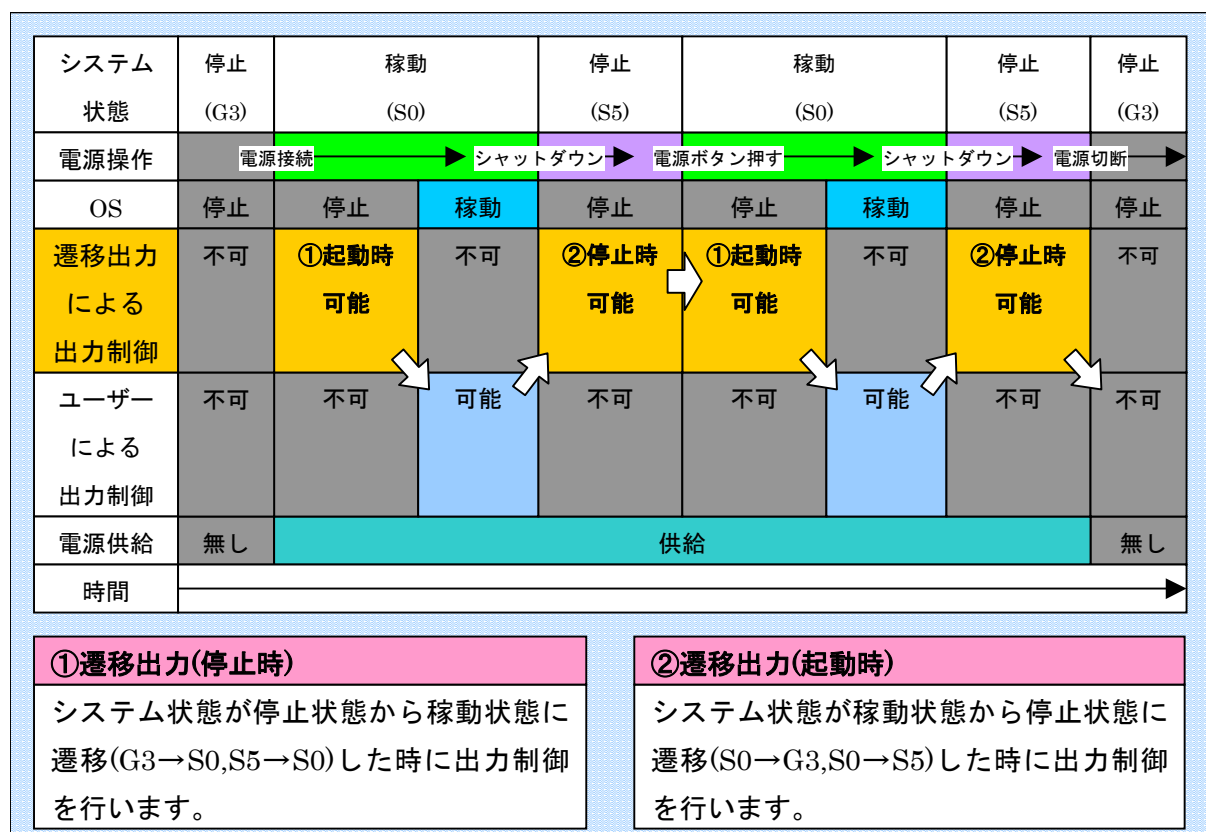 システム 停止 稼動 停止 稼動 停止 停止
状態 (G3) (S0) (S5) (S0) (S5) (G3)
電源操作 電源接続 シャットダウン 電源ボタン押す シャットダウン 電源切断
OS 停止 停止 稼動 停止 停止 稼動 停止 停止
遷移出力 不可 ①起動時 不可 ②停止時 ①起動時 不可 ②停止時 不可
による 可能 可能 可能 可能
出力制御
ユーザー 不可 不可 可能 不可 不可 可能 不可 不可
による
出力制御
電源供給 無し 供給 無し
時間
①遷移出力(停止時)
システム状態が停止状態から稼動状態に
遷移(G3→S0,S5→S0)した時に出力制御
を行います。
②遷移出力(起動時)
システム状態が稼動状態から停止状態に
遷移(S0→G3,S0→S5)した時に出力制御
を行います。